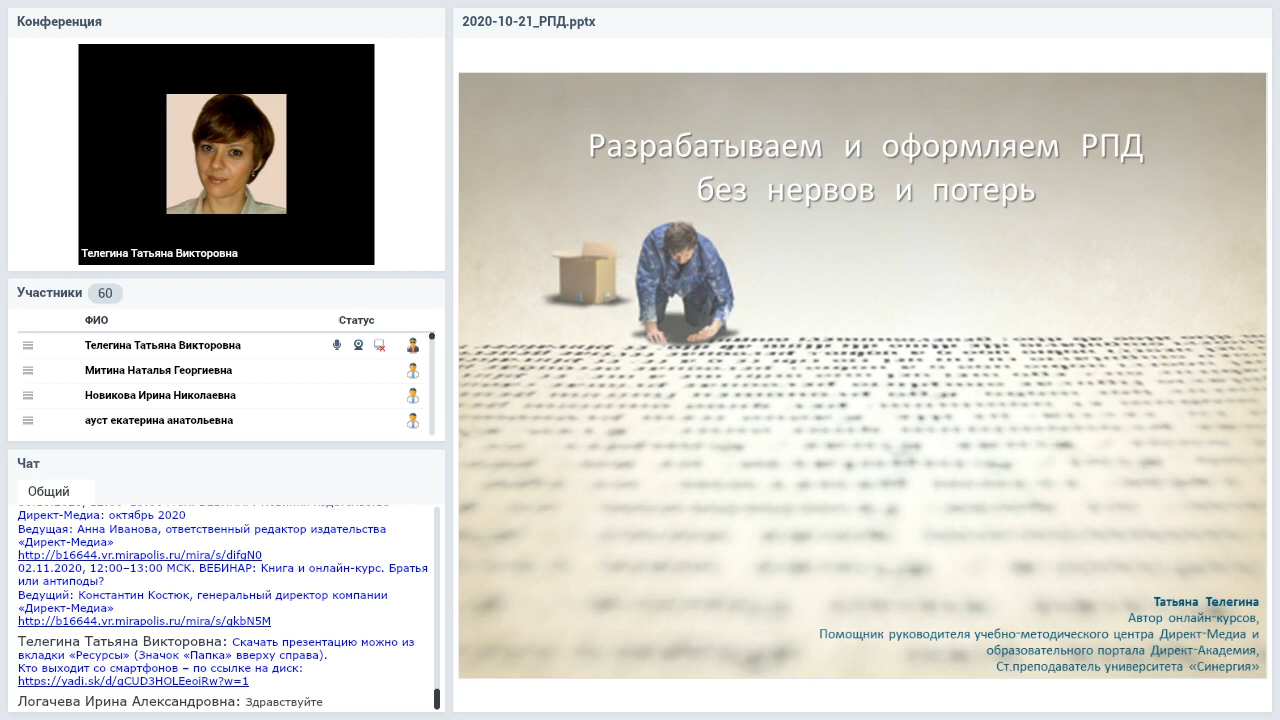 Конференция
Телегина Татьяна Викторовна
Участники 60
ФИО Статус
Телегина Татьяна Викторовна
Митина Наталья Георгиевна
Новикова Ирина Николаевна
ауст екатерина анатольевна
Чат
Общий
Директ-Медиа: октябрь 2020
Ведущая: Анна Иванова, ответственный редактор издательства
«Директ-Медиа»
http://b16644.vr.mirapolis.ru/mira/s/difqN0
02.11.2020, 12:00–13:00 МСК. ВЕБИНАР: Книга и онлайн-курс. Братья
или антиподы?
Ведущий: Константин Костюк, генеральный директор компании
«Директ-Медиа»
http://b16644.vr.mirapolis.ru/mira/s/qkbN5M
Телегина Татьяна Викторовна: Скачать презентацию можно из
вкладки «Ресурсы» (Значок «Папка» вверху справа).
Кто выходит со смартфонов – по ссылке на диск:
https://yadi.sk/d/gCUD3HOLEeoiRw?w=1
Логачева Ирина Александровна: Здравствуйте
2020-10-21_РПД.pptx
Разрабатываем и оформляем РПД
без нервов и потерь
Татьяна Телегина
Автор онлайн-курсов,
Помощник руководителя учебно-методического центра Директ-Медиа и
образовательного портала Директ-Академия,
Ст.преподаватель университета «Синергия»